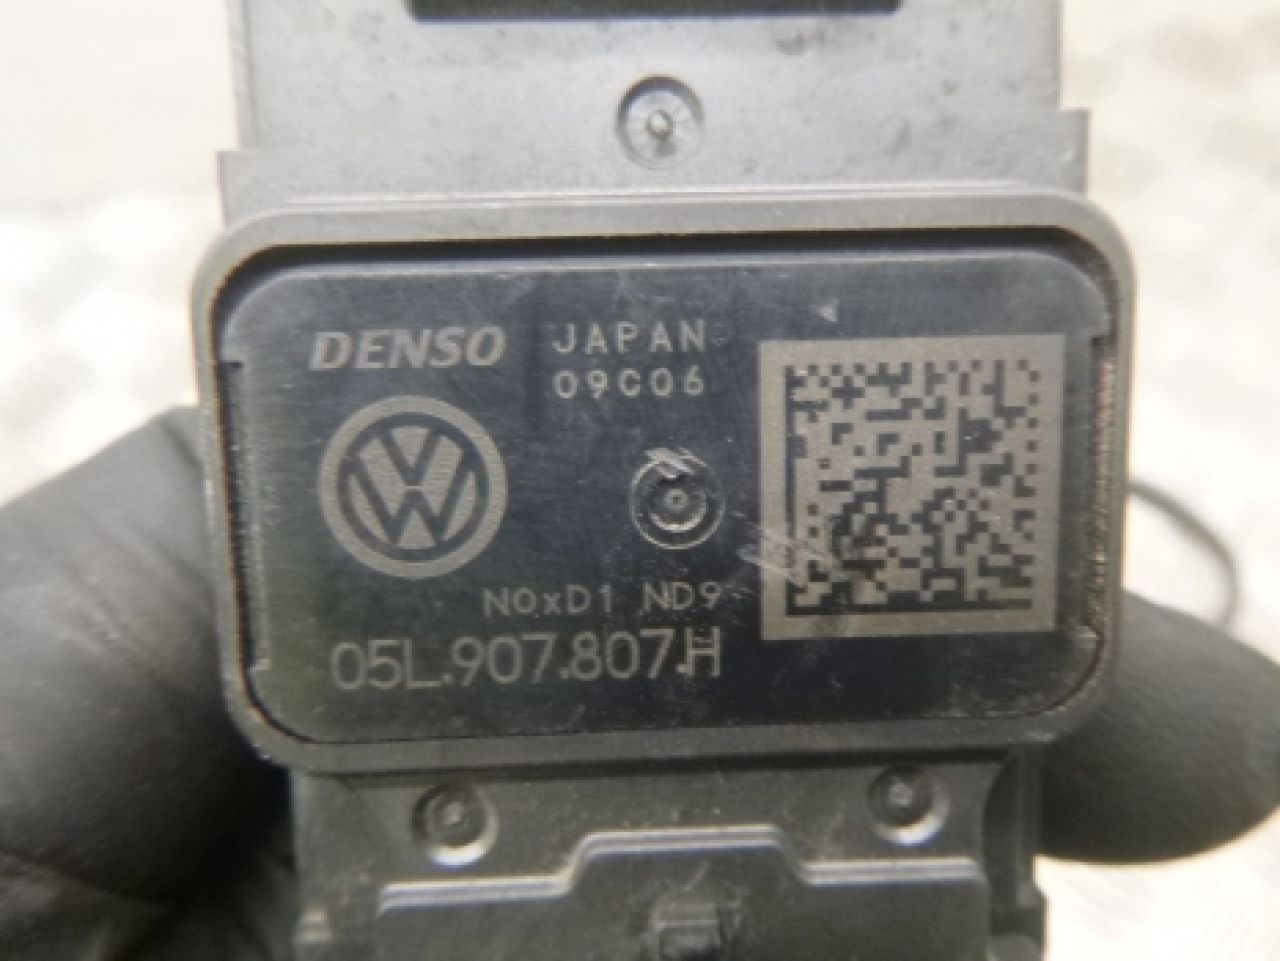 DENSO
JAPAN
09C06
NOxD1 ND9
05L.907.807.H